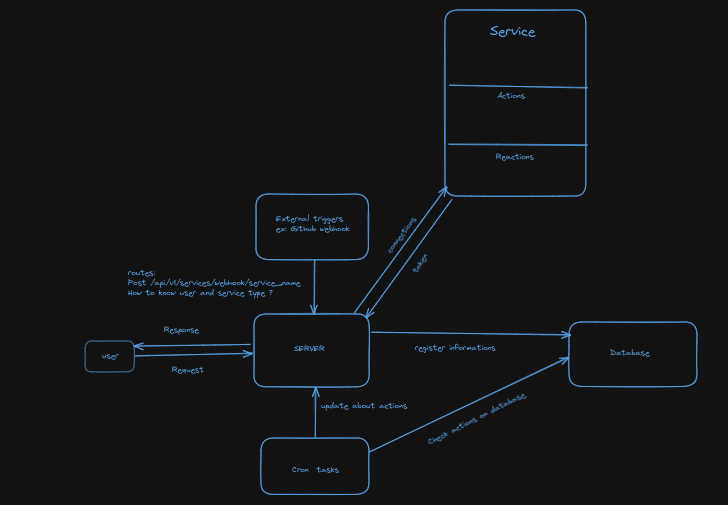 Service
Actions
Reactions
External triggers
ex: Github webhook
connections
token
routes:
Post /api/v1/services/webhook/service_name
How to know user and service type ?
Response
user
Request
SERVER
register informations
Database
update about actions
Check actions on database
Cron tasks